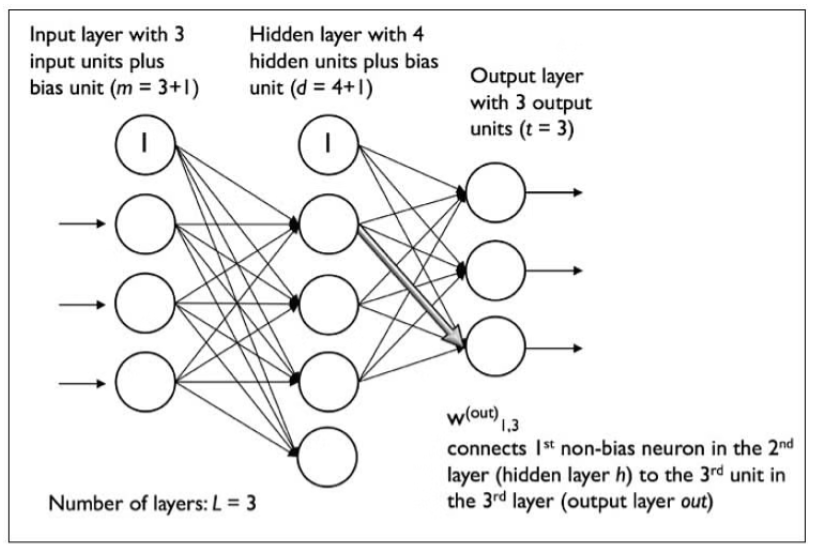 Input layer with 3
input units plus
bias unit (m = 3+1)
Hidden layer with 4
hidden units plus bias
unit (d = 4+1)
Output layer
with 3 output
units (t = 3)
1
1
w(out)1,3
connects 1st non-bias neuron in the 2nd
layer (hidden layer h) to the 3rd unit in
the 3rd layer (output layer out)
Number of layers: L = 3